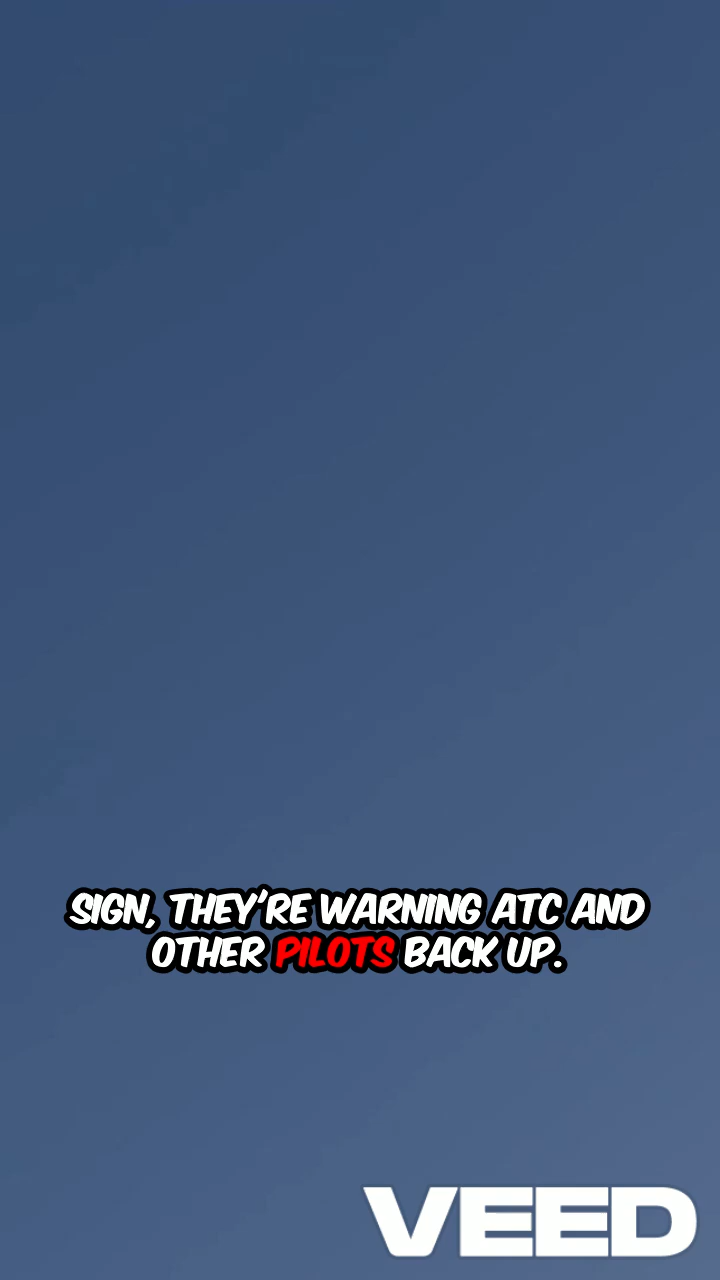 SIGN, THEY'RE WARNING ATC AND
OTHER PILOTS BACK UP.
VEED